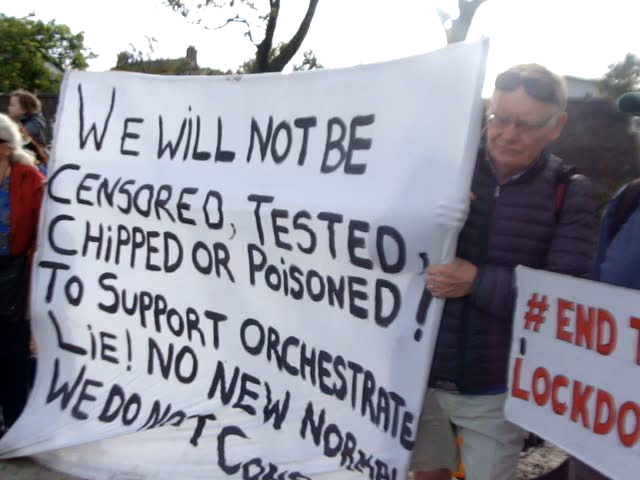 WE WILL NOT BE
CENSORED, TESTED,
CHIPPED OR POISONED!
TO SUPPORT ORCHESTRATE
LIE! NO NEW NORMAL
WE DO NOT CONS
# END T
LOCKDO